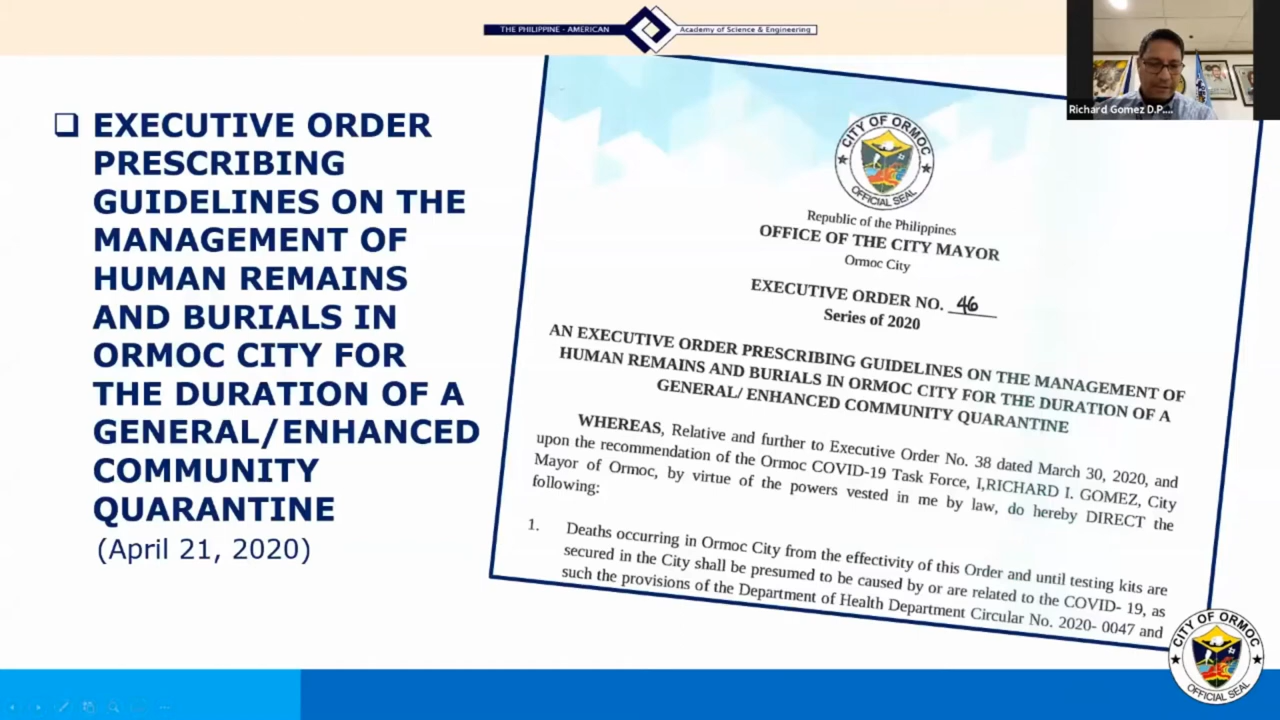 THE PHILIPPINE - AMERICAN Academy of Science & Engineering
Richard Gomez D.P....
❑ EXECUTIVE ORDER
PRESCRIBING
GUIDELINES ON THE
MANAGEMENT OF
HUMAN REMAINS
AND BURIALS IN
ORMOC CITY FOR
THE DURATION OF A
GENERAL/ENHANCED
COMMUNITY
QUARANTINE
(April 21, 2020)
CITY OF ORMOC
OFFICIAL SEAL
Republic of the Philippines
OFFICE OF THE CITY MAYOR
Ormoc City
EXECUTIVE ORDER NO. 46
Series of 2020
AN EXECUTIVE ORDER PRESCRIBING GUIDELINES ON THE MANAGEMENT OF
HUMAN REMAINS AND BURIALS IN ORMOC CITY FOR THE DURATION OF A
GENERAL/ ENHANCED COMMUNITY QUARANTINE
WHEREAS, Relative and further to Executive Order No. 38 dated March 30, 2020, and
upon the recommendation of the Ormoc COVID-19 Task Force, I,RICHARD I. GOMEZ, City
Mayor of Ormoc, by virtue of the powers vested in me by law, do hereby DIRECT the
following:
1. Deaths occurring in Ormoc City from the effectivity of this Order and until testing kits are
secured in the City shall be presumed to be caused by or are related to the COVID- 19, as
such the provisions of the Department of Health Department Circular No. 2020- 0047 and
CITY OF ORMOC
OFFICIAL SEAL